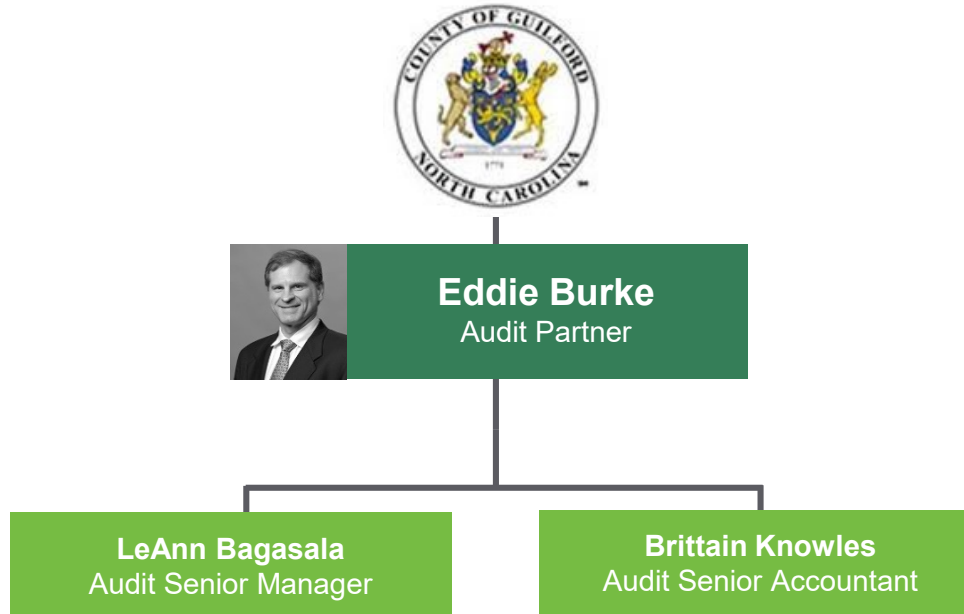 COUNTY OF GUILFORD
1771
NORTH CAROLINA
Eddie Burke
Audit Partner
LeAnn Bagasala
Audit Senior Manager
Brittain Knowles
Audit Senior Accountant